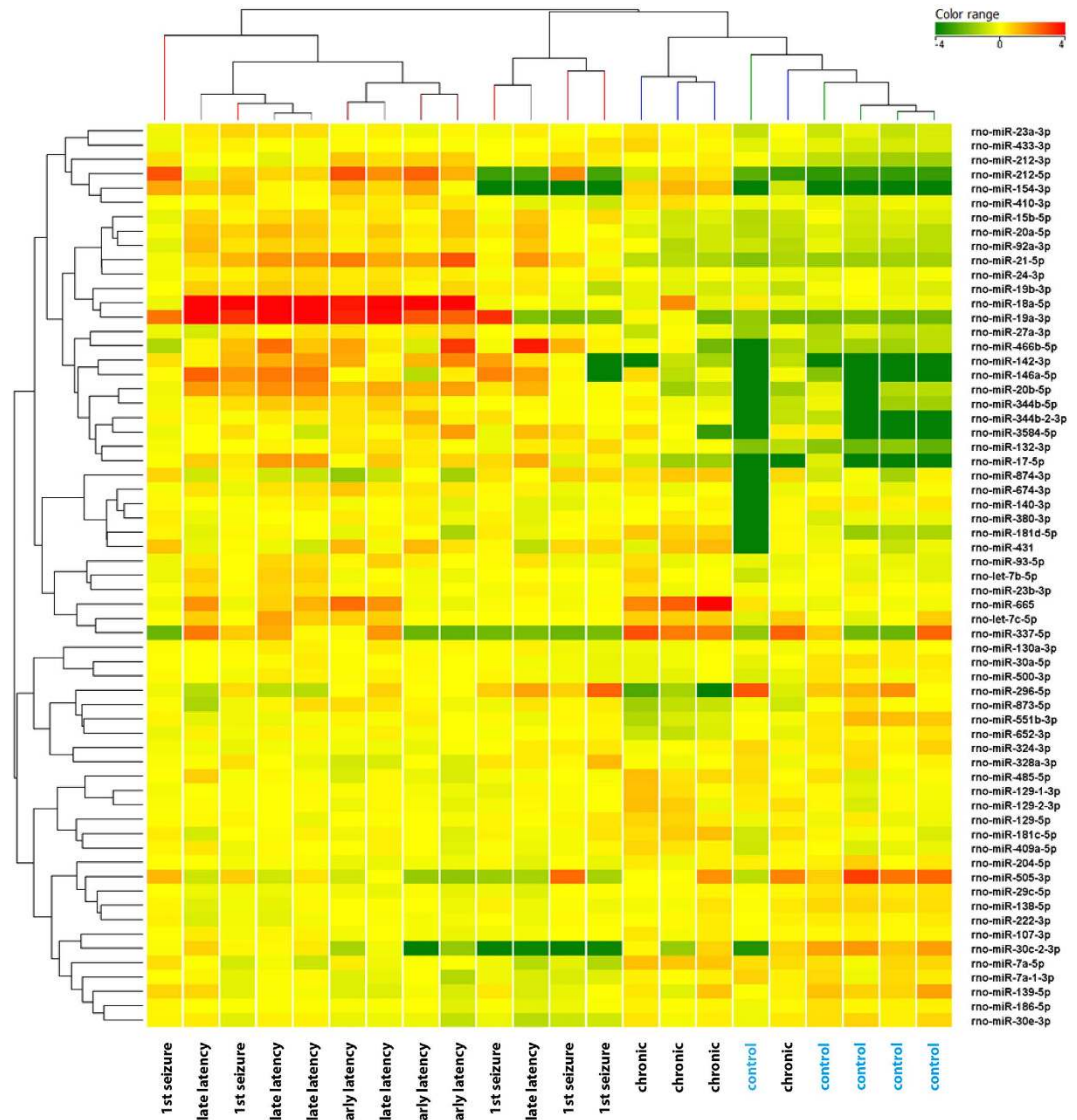 Color range
-4 0 4
rno-miR-23a-3p
rno-miR-433-3p
rno-miR-212-3p
rno-miR-212-5p
rno-miR-154-3p
rno-miR-410-3p
rno-miR-15b-5p
rno-miR-20a-5p
rno-miR-92a-3p
rno-miR-21-5p
rno-miR-24-3p
rno-miR-19b-3p
rno-miR-18a-5p
rno-miR-19a-3p
rno-miR-27a-3p
rno-miR-466b-5p
rno-miR-142-3p
rno-miR-146a-5p
rno-miR-20b-5p
rno-miR-344b-5p
rno-miR-344b-2-3p
rno-miR-3584-5p
rno-miR-132-3p
rno-miR-17-5p
rno-miR-874-3p
rno-miR-674-3p
rno-miR-140-3p
rno-miR-380-3p
rno-miR-181d-5p
rno-miR-431
rno-miR-93-5p
rno-let-7b-5p
rno-miR-23b-3p
rno-miR-665
rno-let-7c-5p
rno-miR-337-5p
rno-miR-130a-3p
rno-miR-30a-5p
rno-miR-500-3p
rno-miR-296-5p
rno-miR-873-5p
rno-miR-551b-3p
rno-miR-652-3p
rno-miR-324-3p
rno-miR-328a-3p
rno-miR-485-5p
rno-miR-129-1-3p
rno-miR-129-2-3p
rno-miR-129-5p
rno-miR-181c-5p
rno-miR-409a-5p
rno-miR-204-5p
rno-miR-505-3p
rno-miR-29c-5p
rno-miR-138-5p
rno-miR-222-3p
rno-miR-107-3p
rno-miR-30c-2-3p
rno-miR-7a-5p
rno-miR-7a-1-3p
rno-miR-139-5p
rno-miR-186-5p
rno-miR-30e-3p
1st seizure
late latency
1st seizure
late latency
late latency
early latency
late latency
early latency
early latency
1st seizure
late latency
1st seizure
1st seizure
chronic
chronic
chronic
control
chronic
control
control
control
control